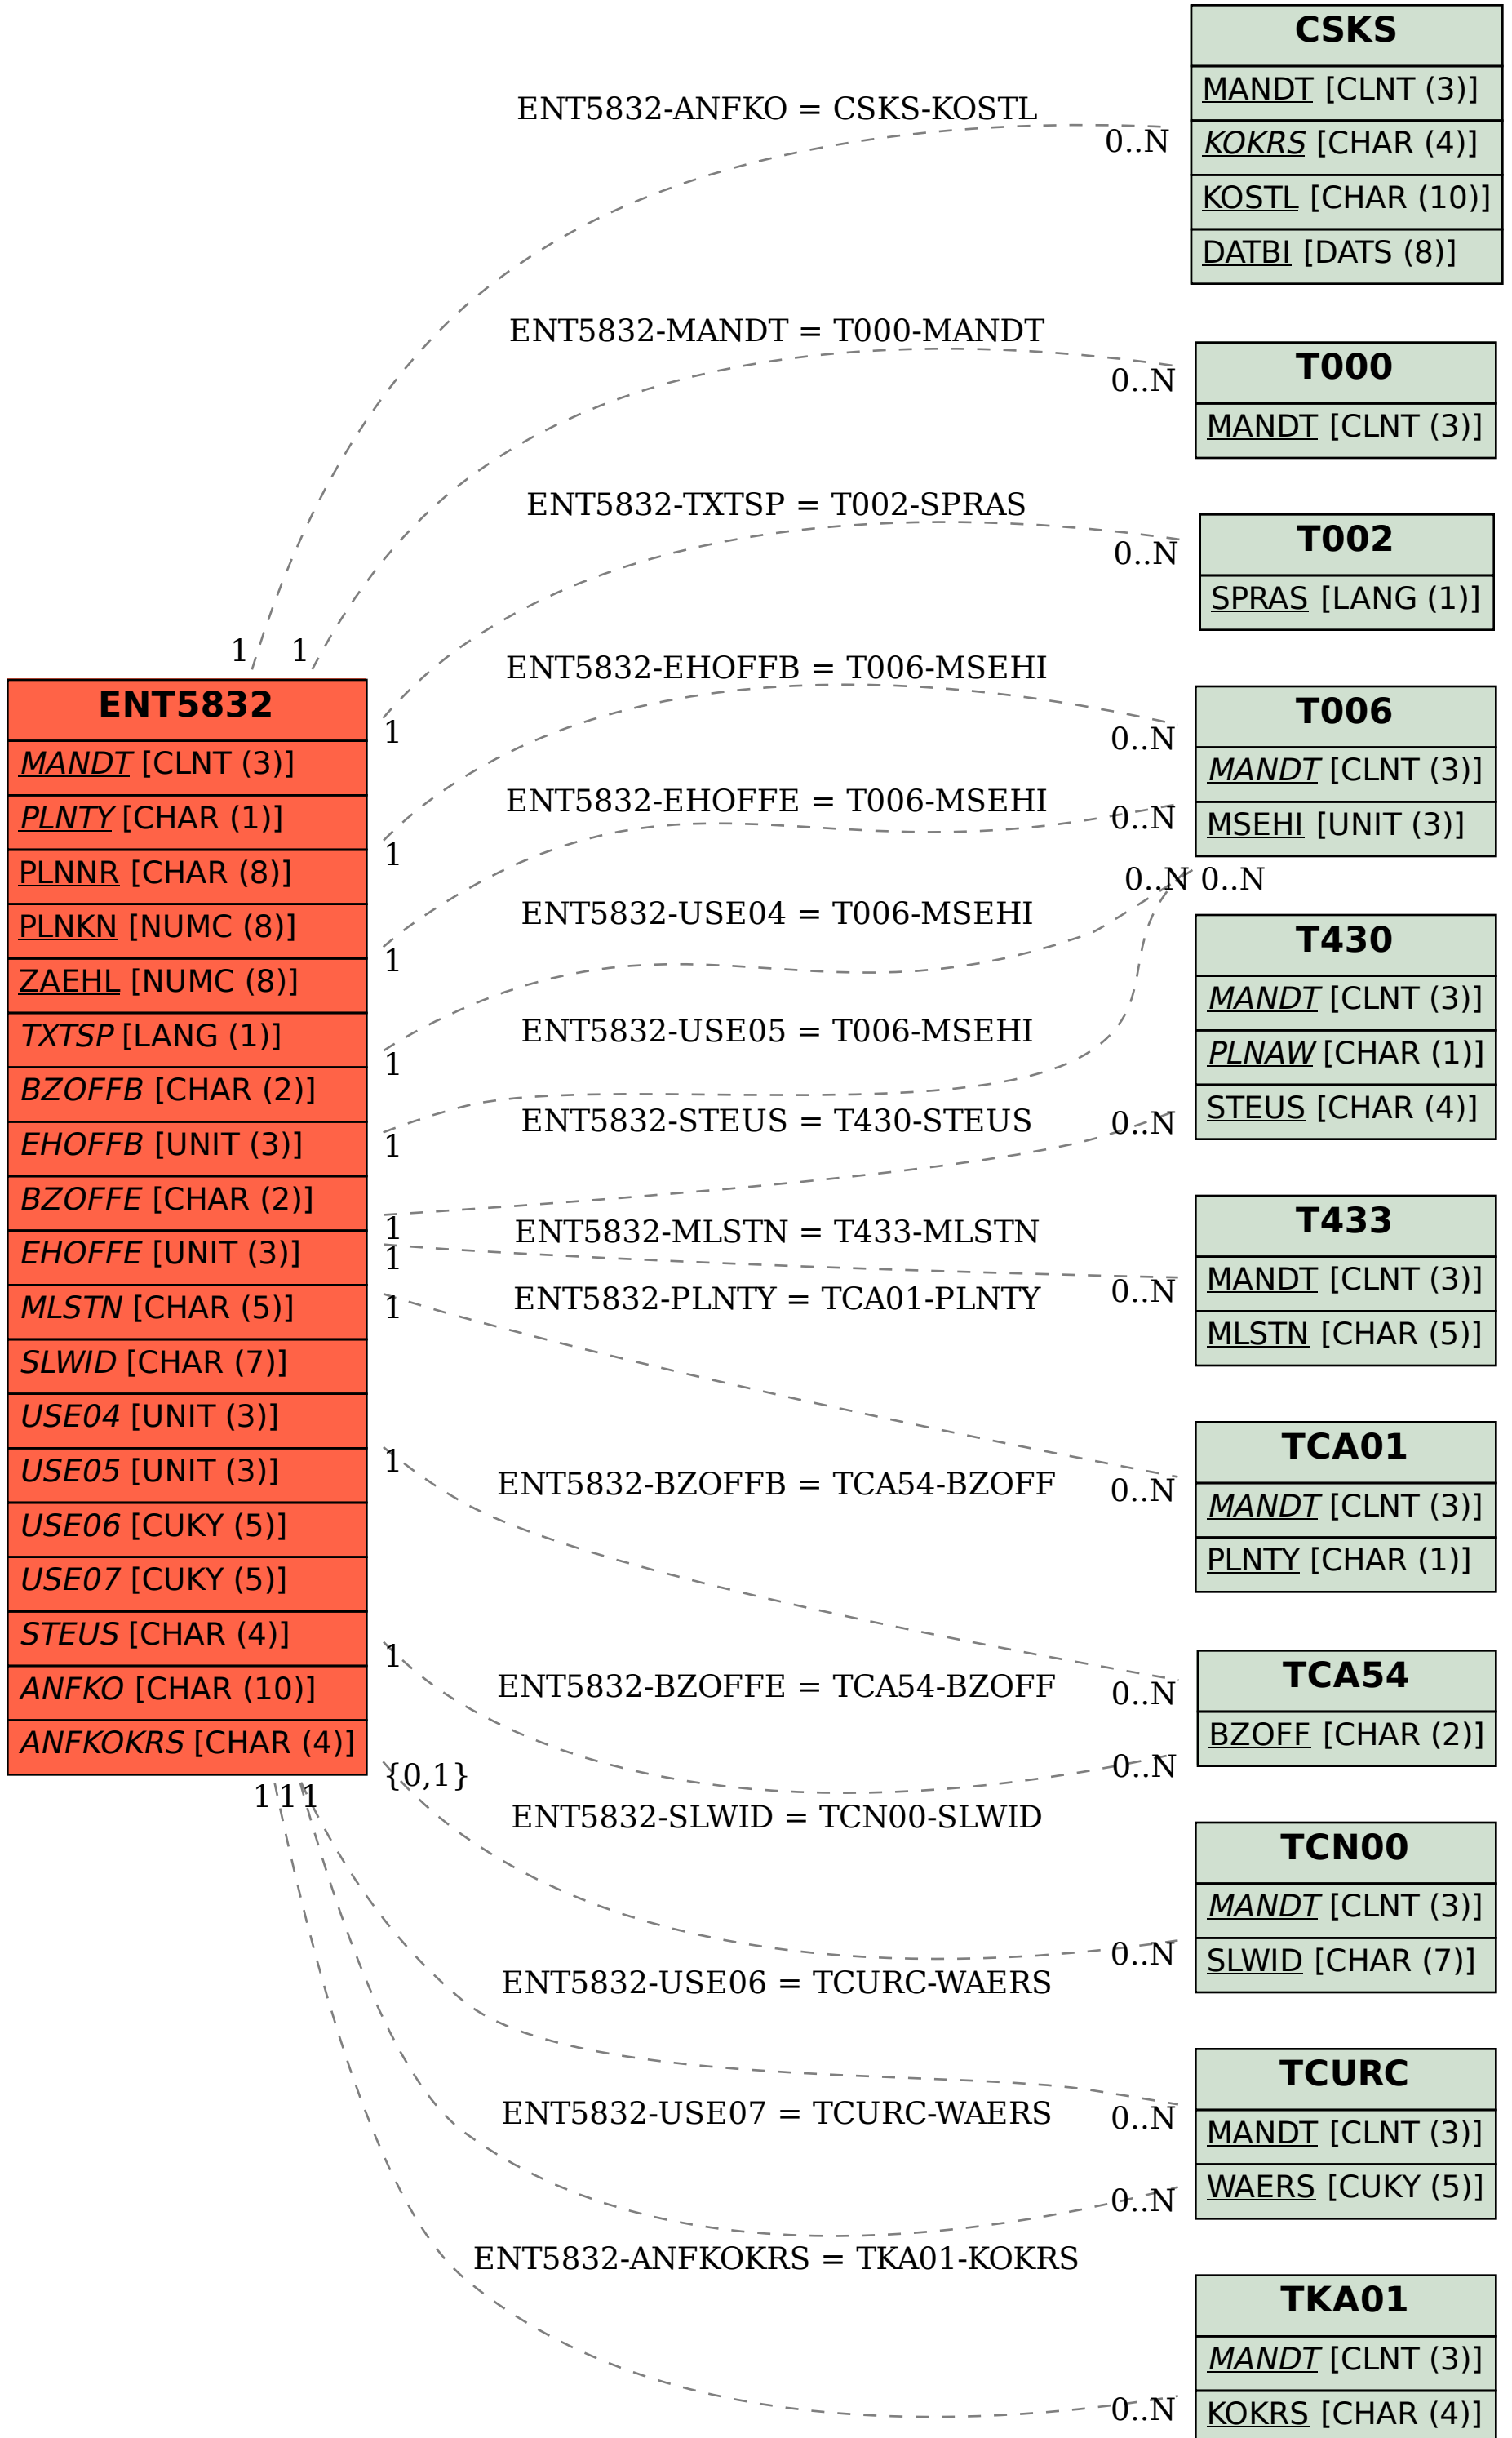 ENT5832
MANDT [CLNT (3)]
PLNTY [CHAR (1)]
PLNNR [CHAR (8)]
PLNKN [NUMC (8)]
ZAEHL [NUMC (8)]
TXTSP [LANG (1)]
BZOFFB [CHAR (2)]
EHOFFB [UNIT (3)]
BZOFFE [CHAR (2)]
EHOFFE [UNIT (3)]
MLSTN [CHAR (5)]
SLWID [CHAR (7)]
USE04 [UNIT (3)]
USE05 [UNIT (3)]
USE06 [CUKY (5)]
USE07 [CUKY (5)]
STEUS [CHAR (4)]
ANFKO [CHAR (10)]
ANFKOKRS [CHAR (4)]
ENT5832-ANFKO = CSKS-KOSTL
1
0..N
ENT5832-MANDT = T000-MANDT
1
0..N
ENT5832-TXTSP = T002-SPRAS
1
0..N
ENT5832-EHOFFB = T006-MSEHI
1
0..N
ENT5832-EHOFFE = T006-MSEHI
1
0..N
ENT5832-USE04 = T006-MSEHI
1
0..N
ENT5832-USE05 = T006-MSEHI
1
0..N
ENT5832-STEUS = T430-STEUS
1
0..N
ENT5832-MLSTN = T433-MLSTN
1
0..N
ENT5832-PLNTY = TCA01-PLNTY
1
0..N
ENT5832-BZOFFB = TCA54-BZOFF
1
0..N
ENT5832-BZOFFE = TCA54-BZOFF
1
0..N
ENT5832-SLWID = TCN00-SLWID
{0,1}
0..N
ENT5832-USE06 = TCURC-WAERS
1
0..N
ENT5832-USE07 = TCURC-WAERS
1
0..N
ENT5832-ANFKOKRS = TKA01-KOKRS
1
0..N
CSKS
MANDT [CLNT (3)]
KOKRS [CHAR (4)]
KOSTL [CHAR (10)]
DATBI [DATS (8)]
T000
MANDT [CLNT (3)]
T002
SPRAS [LANG (1)]
T006
MANDT [CLNT (3)]
MSEHI [UNIT (3)]
T430
MANDT [CLNT (3)]
PLNAW [CHAR (1)]
STEUS [CHAR (4)]
T433
MANDT [CLNT (3)]
MLSTN [CHAR (5)]
TCA01
MANDT [CLNT (3)]
PLNTY [CHAR (1)]
TCA54
BZOFF [CHAR (2)]
TCN00
MANDT [CLNT (3)]
SLWID [CHAR (7)]
TCURC
MANDT [CLNT (3)]
WAERS [CUKY (5)]
TKA01
MANDT [CLNT (3)]
KOKRS [CHAR (4)]